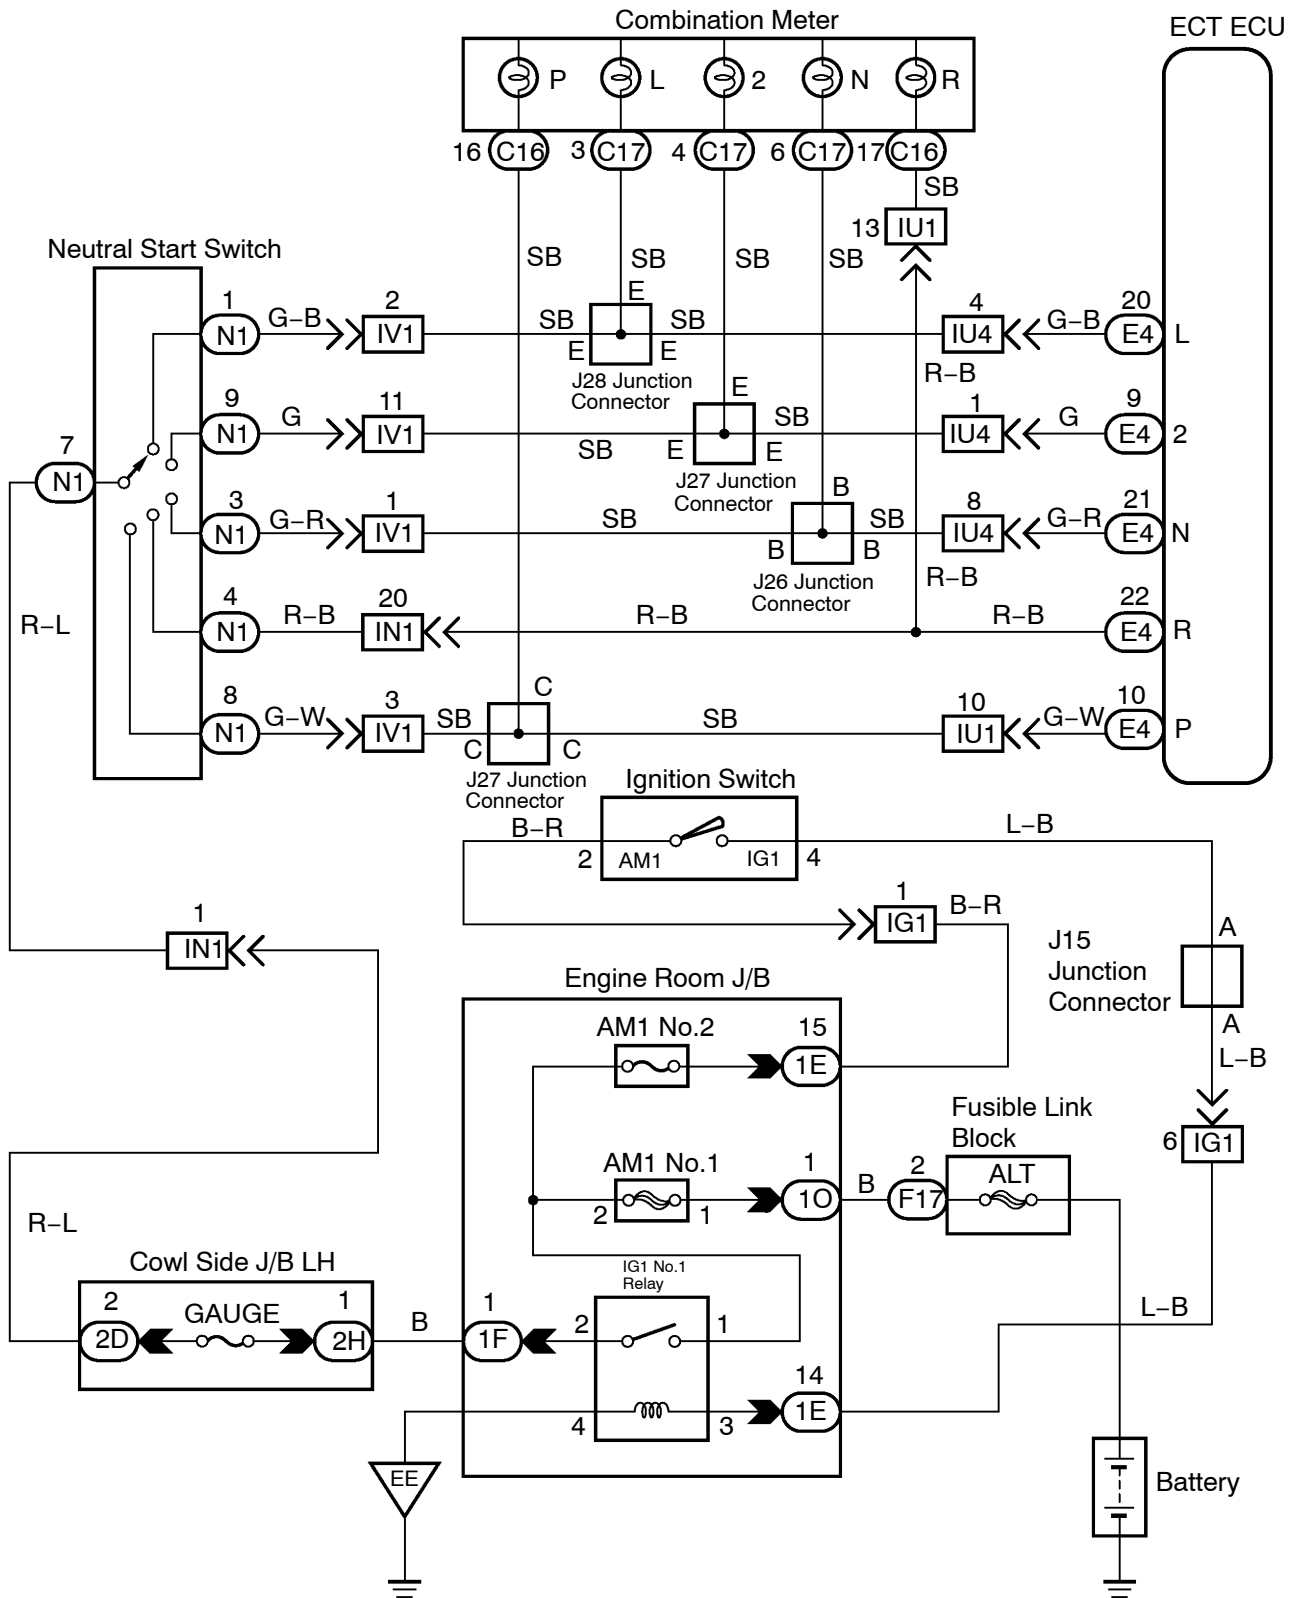 Combination Meter
ECT ECU
P
L
2
N
R
16 C16
3 C17
4 C17
6 C17
17 C16
SB
13 IU1
Neutral Start Switch
SB
SB
SB
SB
E
1
2
4
20
N1
G–B
IV1
SB
SB
IU4
G–B
E4
L
E
E
J28 Junction
Connector
R–B
E
9
11
1
9
N1
G
IV1
SB
SB
IU4
G
E4
2
E
E
J27 Junction
Connector
7
N1
B
3
1
8
21
N1
G–R
IV1
SB
SB
IU4
G–R
E4
N
B
B
J26 Junction
Connector
R–B
4
20
22
N1
R–B
IN1
R–B
R–B
E4
R
R–L
C
8
3
10
10
N1
G–W
IV1
SB
SB
IU1
G–W
E4
P
C
C
J27 Junction
Connector
Ignition Switch
B–R
L–B
2
AM1
IG1
4
1
IG1
B–R
1
IN1
A
J15
Junction
Connector
A
L–B
Engine Room J/B
AM1 No.2
15
1E
Fusible Link
Block
6 IG1
AM1 No.1
1
1O
B
2
F17
ALT
2
1
R–L
Cowl Side J/B LH
IG1 No.1
Relay
2
GAUGE
1
2D
2H
B
1
1F
2
1
L–B
14
1E
4
3
EE
Battery